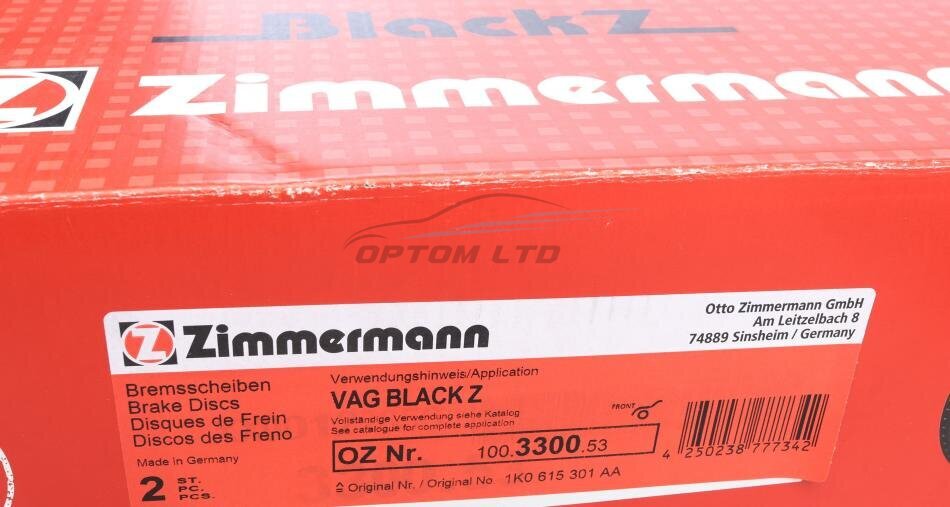 BlackZ
Zimmermann
OPTOM LTD
Zimmermann
Otto Zimmermann GmbH
Am Leitzelbach 8
74889 Sinsheim / Germany
Bremsscheiben
Brake Discs
Disques de Frein
Discos des Freno
Made in Germany
2 ST.
PC.
PCS.
Verwendungshinweis/Application
VAG BLACK Z
Vollständige Verwendung siehe Katalog
See catalogue for complete application
FRONT
OZ Nr. 100.3300.53
Original Nr. / Original No. 1K0 615 301 AA
4 250238 777342